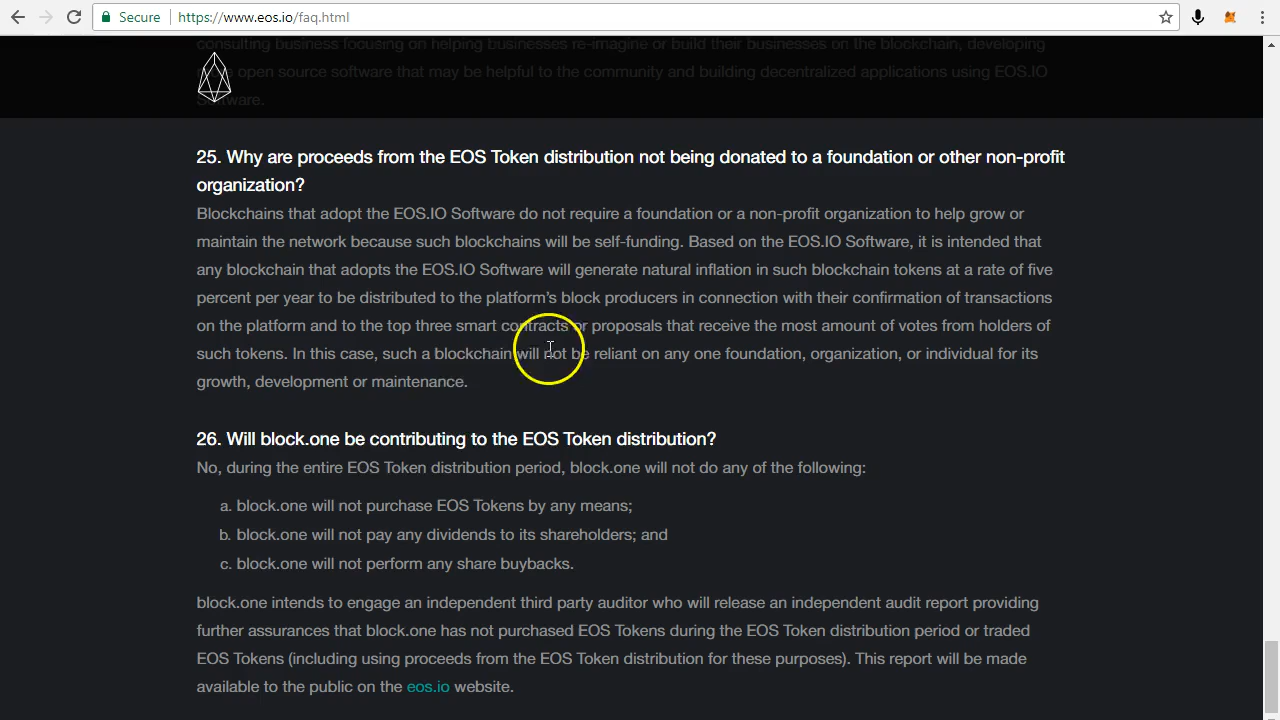 Secure
https://www.eos.io/faq.html
consulting business focusing on helping businesses re-imagine or build their businesses on the blockchain, developing
more open source software that may be helpful to the community and building decentralized applications using EOS.IO
Software.
25. Why are proceeds from the EOS Token distribution not being donated to a foundation or other non-profit
organization?
Blockchains that adopt the EOS.IO Software do not require a foundation or a non-profit organization to help grow or
maintain the network because such blockchains will be self-funding. Based on the EOS.IO Software, it is intended that
any blockchain that adopts the EOS.IO Software will generate natural inflation in such blockchain tokens at a rate of five
percent per year to be distributed to the platform’s block producers in connection with their confirmation of transactions
on the platform and to the top three smart contracts or proposals that receive the most amount of votes from holders of
such tokens. In this case, such a blockchain will not be reliant on any one foundation, organization, or individual for its
growth, development or maintenance.
26. Will block.one be contributing to the EOS Token distribution?
No, during the entire EOS Token distribution period, block.one will not do any of the following:
a. block.one will not purchase EOS Tokens by any means;
b. block.one will not pay any dividends to its shareholders; and
c. block.one will not perform any share buybacks.
block.one intends to engage an independent third party auditor who will release an independent audit report providing
further assurances that block.one has not purchased EOS Tokens during the EOS Token distribution period or traded
EOS Tokens (including using proceeds from the EOS Token distribution for these purposes). This report will be made
available to the public on the eos.io website.